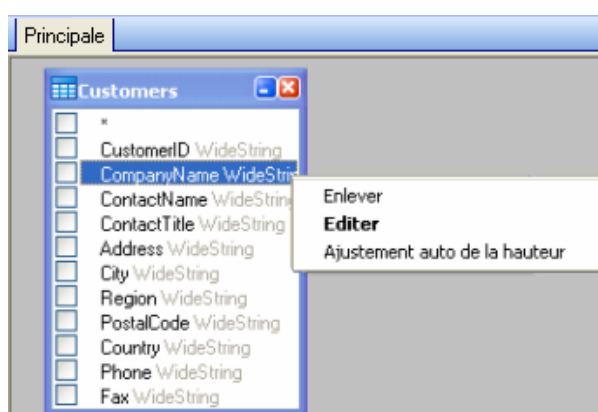 Principale
Customers
*
CustomerID WideString
CompanyName WideStrin
ContactName WideString
ContactTitle WideString
Address WideString
City WideString
Region WideString
PostalCode WideString
Country WideString
Phone WideString
Fax WideString
Enlever
Editer
Ajustement auto de la hauteur